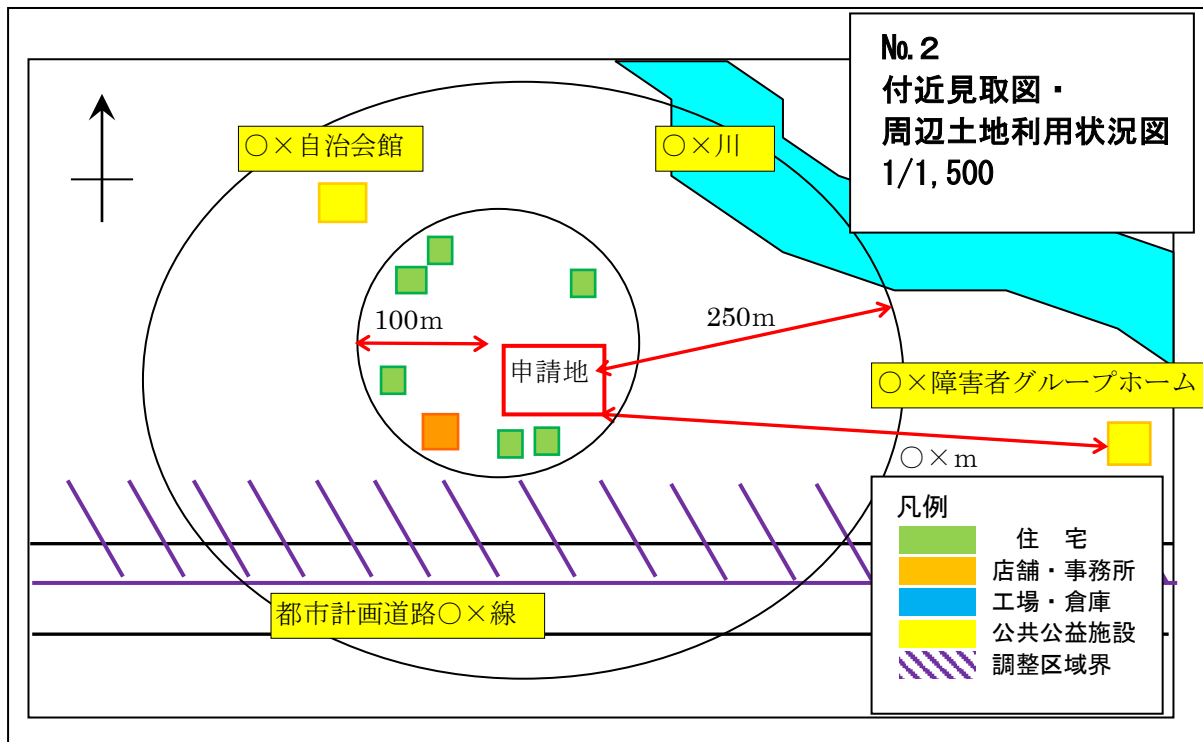 №.2
付近見取図・
周辺土地利用状況図
1/1,500
○×自治会館
○×川
100m
250m
申請地
○×障害者グループホーム
○×m
凡例
住 宅
店舗・事務所
工場・倉庫
公共公益施設
調整区域界
都市計画道路○×線